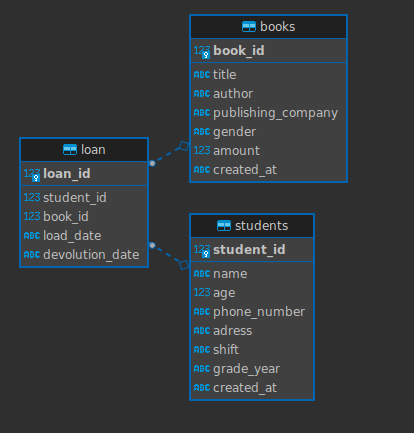 books
123 book_id
ABC title
ABC author
ABC publishing_company
ABC gender
123 amount
ABC created_at
loan
123 loan_id
123 student_id
123 book_id
ABC load_date
ABC devolution_date
students
123 student_id
ABC name
123 age
ABC phone_number
ABC adress
ABC shift
ABC grade_year
ABC created_at